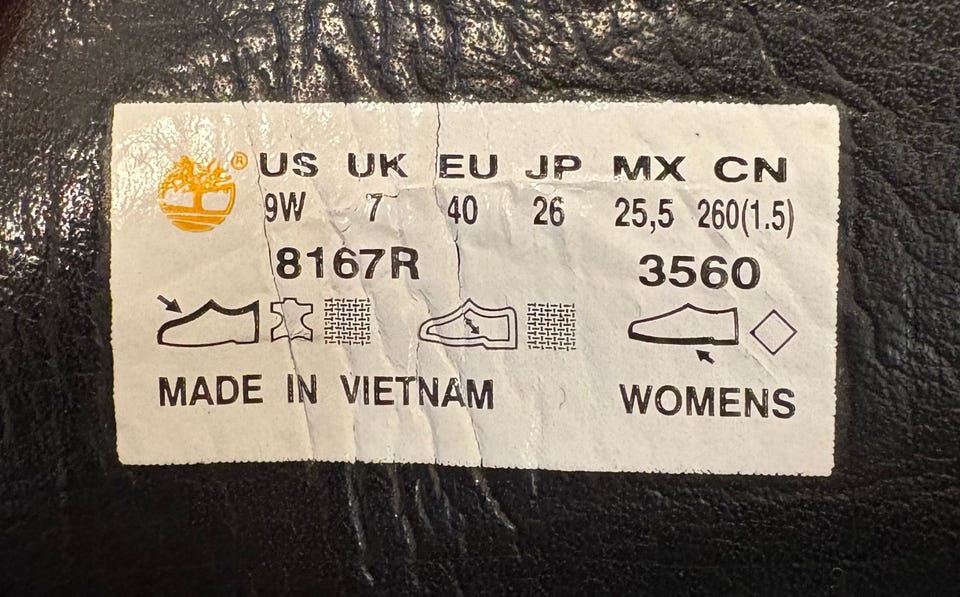 ® US UK EU JP MX CN
9W 7 40 26 25,5 260(1.5)
8167R 3560
MADE IN VIETNAM WOMENS